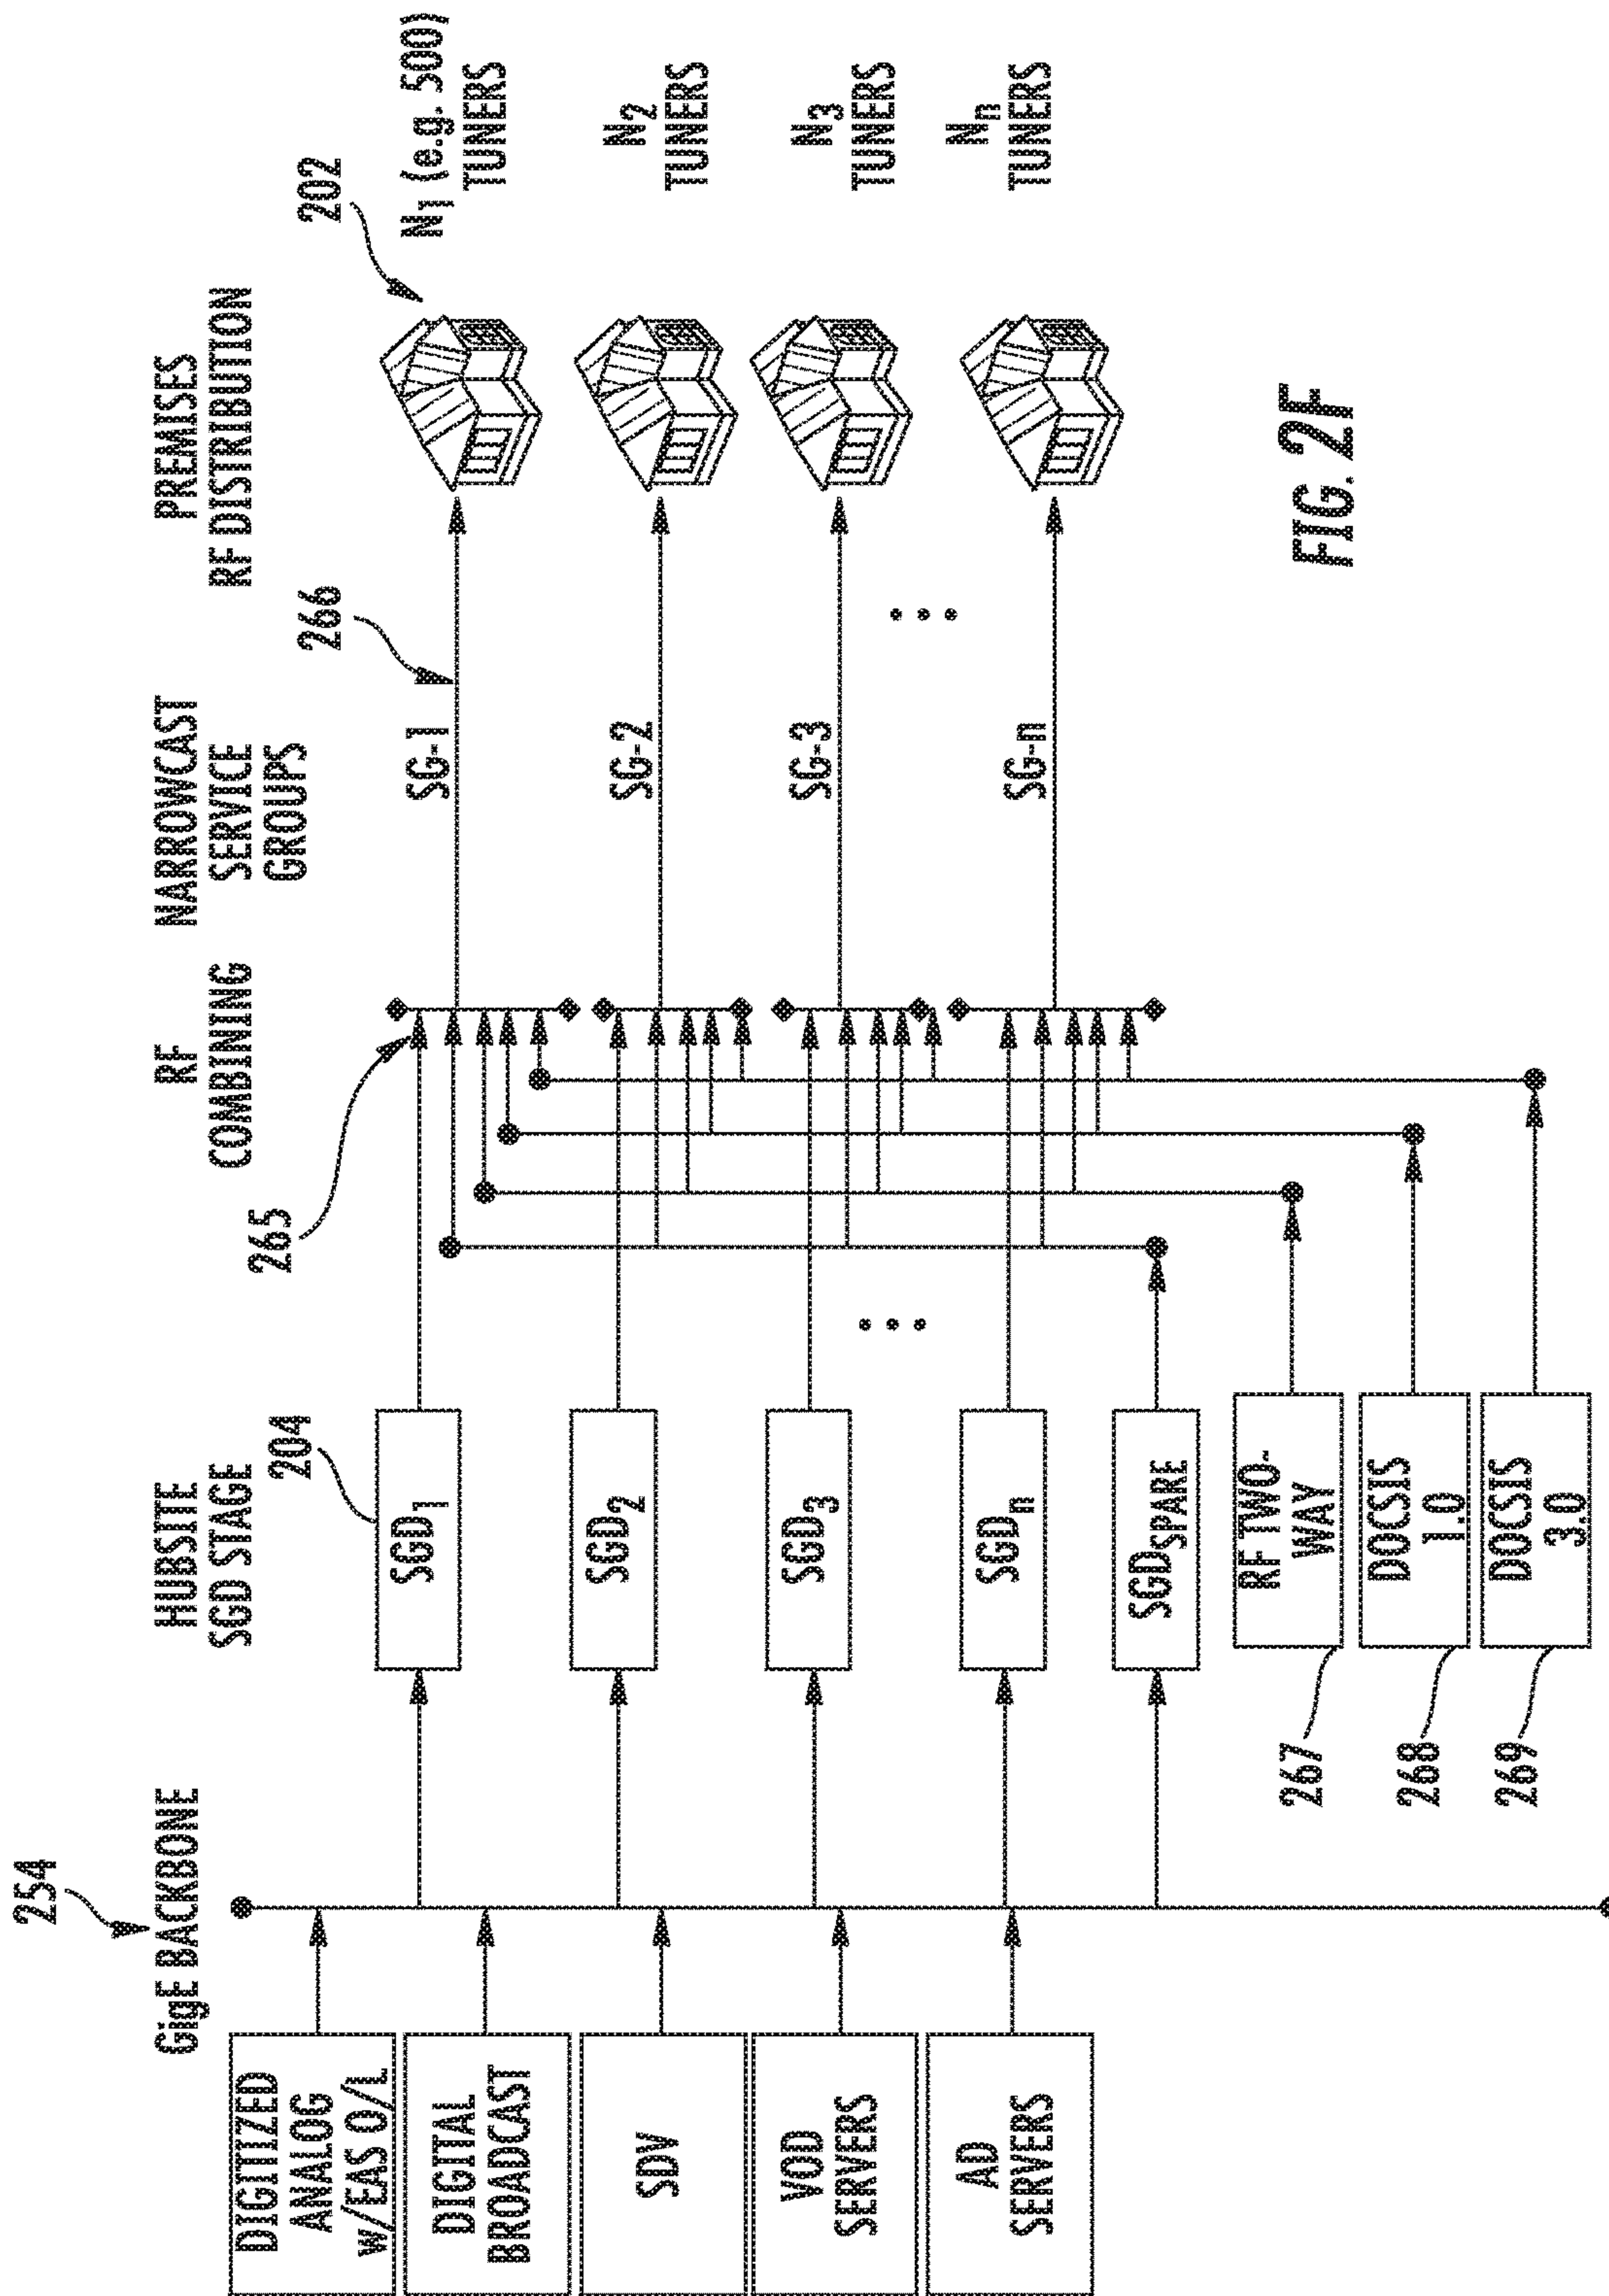 254
GigE BACKBONE
HUBSITE
SGD STAGE
RF
COMBINING
NARROWCAST
SERVICE
GROUPS
PREMISES
RF DISTRIBUTION
204
265
266
202
DIGITIZED
ANALOG
w/EAS O/L
DIGITAL
BROADCAST
SDV
VOD
SERVERS
AD
SERVERS
SGD1
SGD2
SGD3
SGDn
SGDSPARE
RF TWO-
WAY
DOCSIS
1.0
DOCSIS
3.0
267
268
269
SG-1
SG-2
SG-3
SG-n
N1 (e.g. 500)
TUNERS
N2
TUNERS
N3
TUNERS
Nn
TUNERS
FIG. 2F